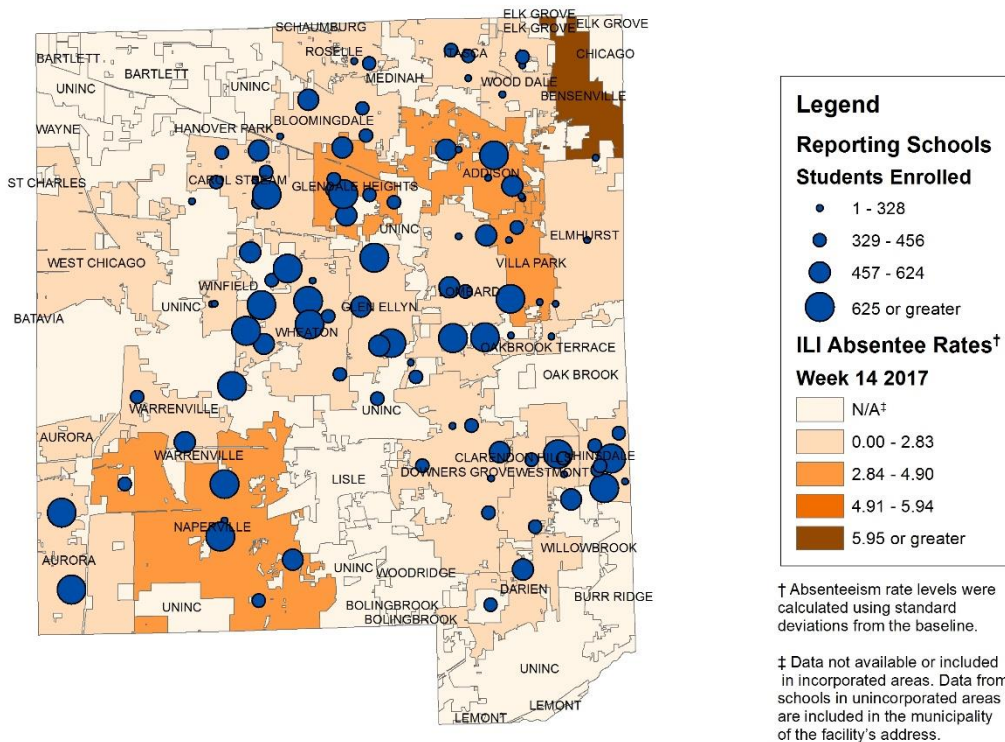 ELK GROVE
SCHAUMBURG
ELK GROVE
ELK GROVE
ROSELLE
ITASCA
CHICAGO
BARTLETT
MEDINAH
BARTLETT
WOOD DALE
UNINC
UNINC
BENSENVILLE
BLOOMINGDALE
WAYNE
HANOVER PARK
ADDISON
ST CHARLES
CAROL STREAM
GLENDALE HEIGHTS
UNINC
ELMHURST
WEST CHICAGO
VILLA PARK
WINFIELD
LOMBARD
UNINC
GLEN ELLYN
BATAVIA
WHEATON
OAKBROOK TERRACE
OAK BROOK
WARRENVILLE
UNINC
AURORA
WARRENVILLE
CLARENDON HILLS
HINSDALE
DOWNERS GROVE
WESTMONT
LISLE
NAPERVILLE
WILLOWBROOK
AURORA
UNINC
WOODRIDGE
DARIEN
UNINC
BOLINGBROOK
BURR RIDGE
BOLINGBROOK
UNINC
LEMONT
LEMONT
Legend
Reporting Schools
Students Enrolled
1 - 328
329 - 456
457 - 624
625 or greater
ILI Absentee Rates†
Week 14 2017
N/A‡
0.00 - 2.83
2.84 - 4.90
4.91 - 5.94
5.95 or greater
† Absenteeism rate levels were
calculated using standard
deviations from the baseline.
‡ Data not available or included
in incorporated areas. Data from
schools in unincorporated areas
are included in the municipality
of the facility's address.